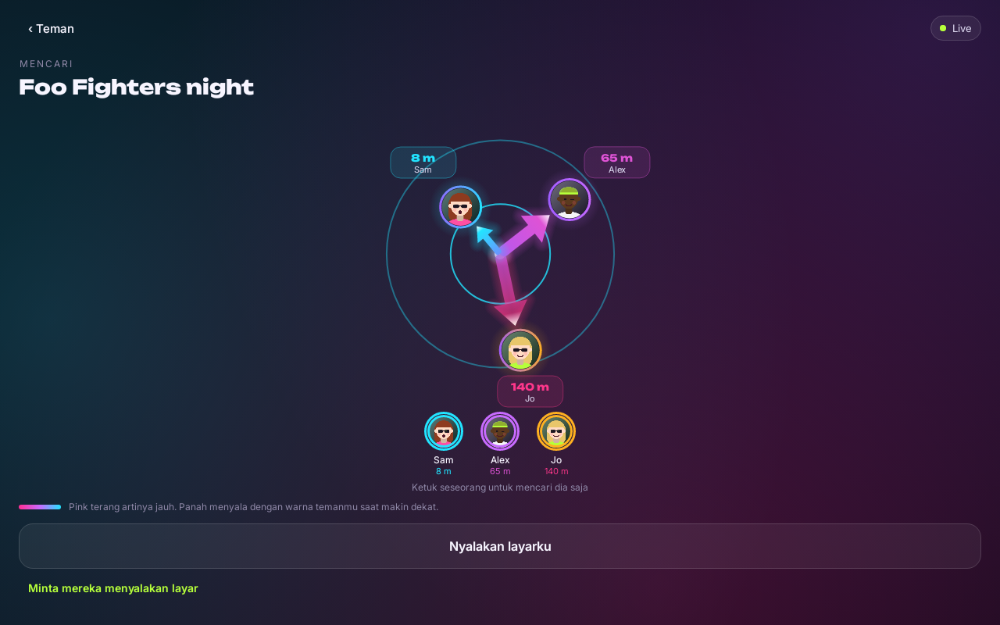 ‹ Teman
Live
MENCARI
Foo Fighters night
8 m
Sam
65 m
Alex
140 m
Jo
Sam
8 m
Alex
65 m
Jo
140 m
Ketuk seseorang untuk mencari dia saja
Pink terang artinya jauh. Panah menyala dengan warna temanmu saat makin dekat.
Nyalakan layarku
Minta mereka menyalakan layar